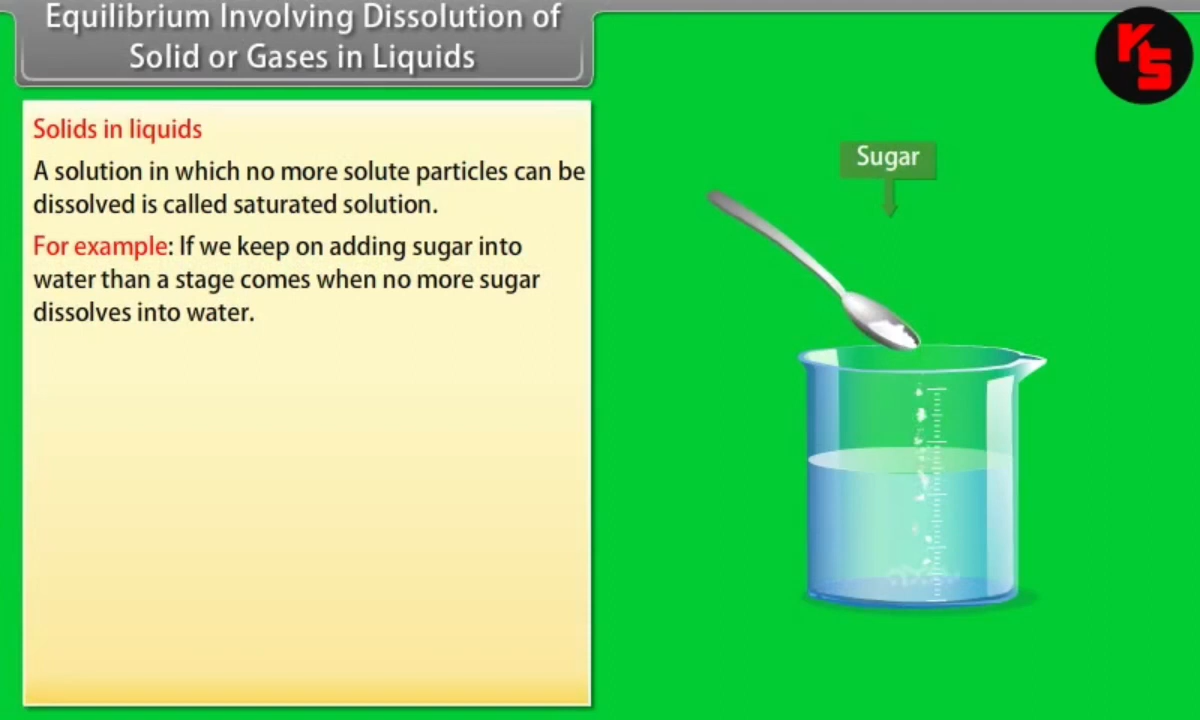 Equilibrium Involving Dissolution of
Solid or Gases in Liquids
KS
Solids in liquids
A solution in which no more solute particles can be
dissolved is called saturated solution.
For example: If we keep on adding sugar into
water than a stage comes when no more sugar
dissolves into water.
Sugar